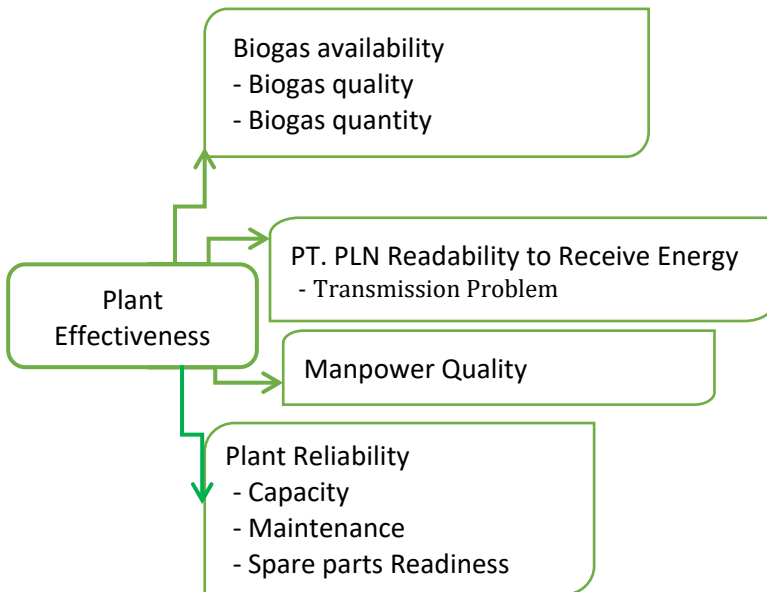 Biogas availability
- Biogas quality
- Biogas quantity
PT. PLN Readability to Receive Energy
- Transmission Problem
Plant
Effectiveness
Manpower Quality
Plant Reliability
- Capacity
- Maintenance
- Spare parts Readiness